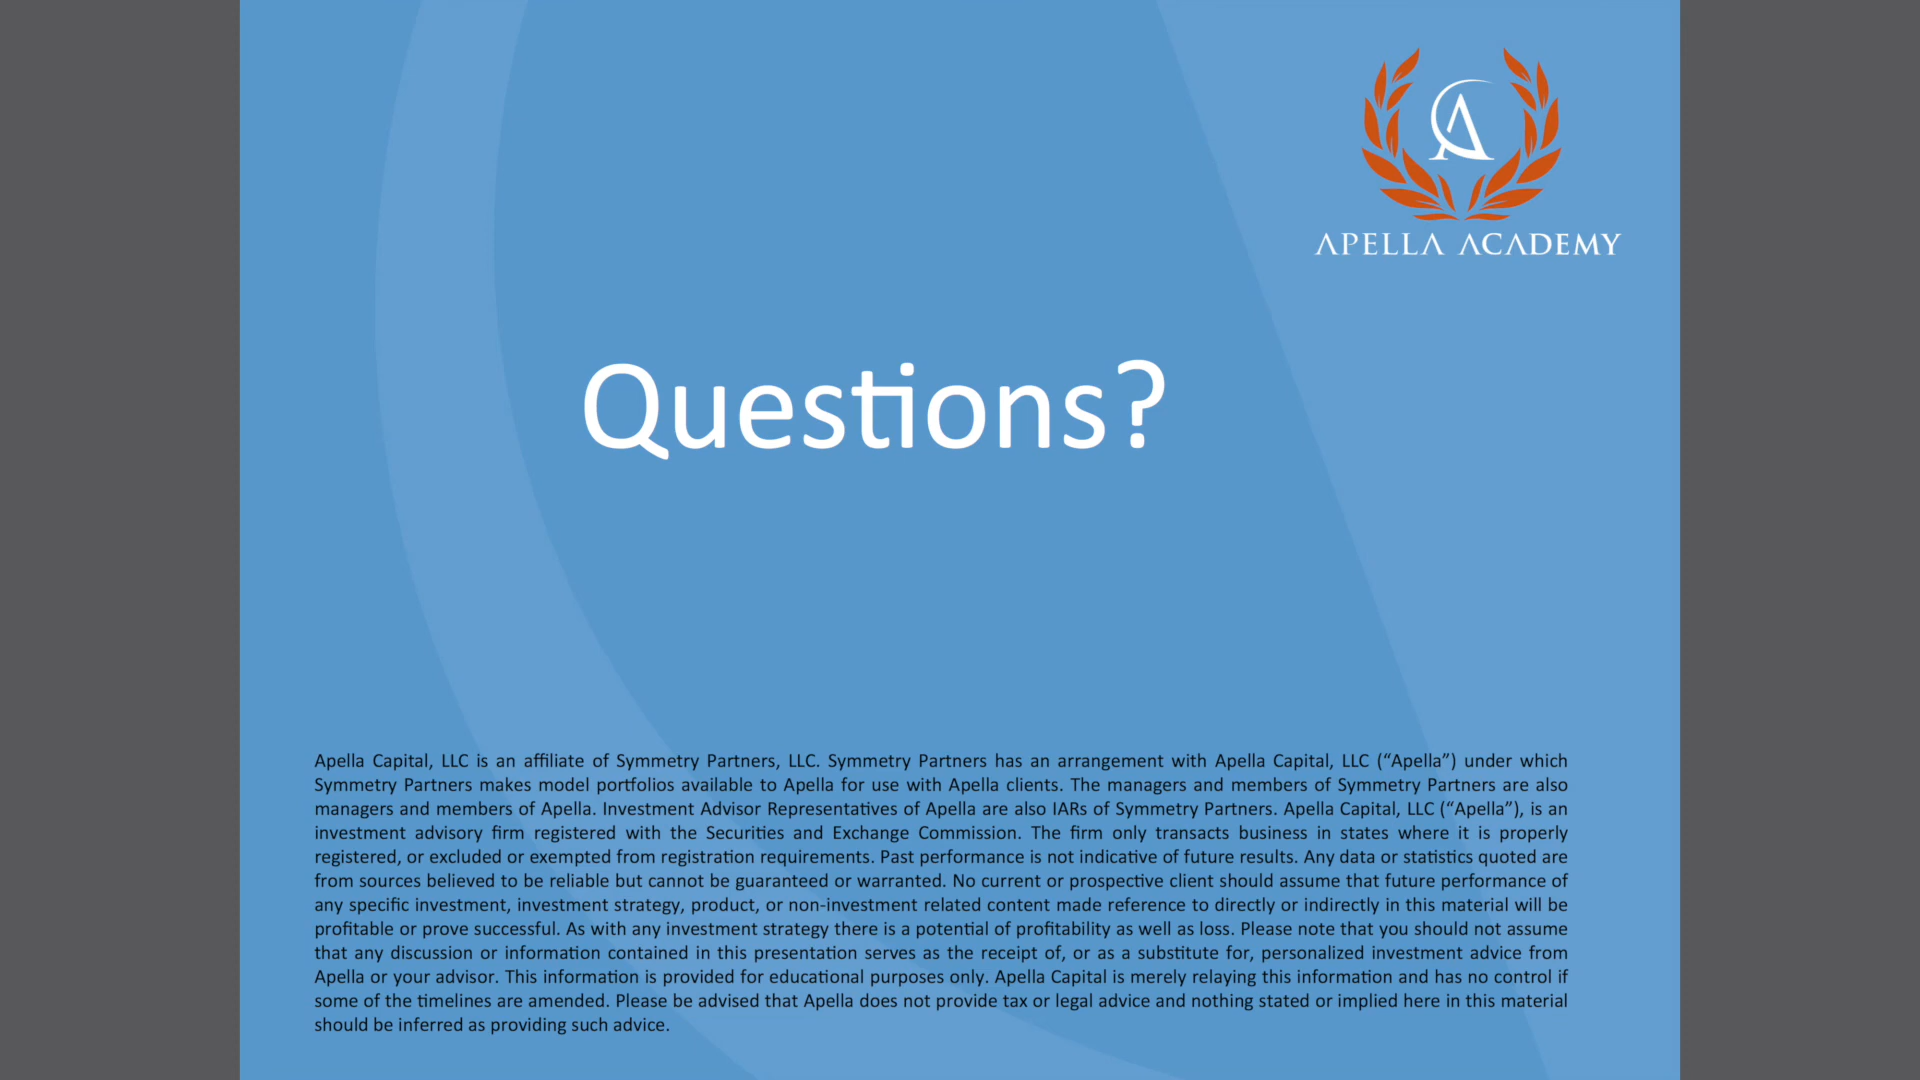 APELLA ACADEMY
Questions?
Apella Capital, LLC is an affiliate of Symmetry Partners, LLC. Symmetry Partners has an arrangement with Apella Capital, LLC (“Apella”) under which
Symmetry Partners makes model portfolios available to Apella for use with Apella clients. The managers and members of Symmetry Partners are also
managers and members of Apella. Investment Advisor Representatives of Apella are also IARs of Symmetry Partners. Apella Capital, LLC (“Apella”), is an
investment advisory firm registered with the Securities and Exchange Commission. The firm only transacts business in states where it is properly
registered, or excluded or exempted from registration requirements. Past performance is not indicative of future results. Any data or statistics quoted are
from sources believed to be reliable but cannot be guaranteed or warranted. No current or prospective client should assume that future performance of
any specific investment, investment strategy, product, or non-investment related content made reference to directly or indirectly in this material will be
profitable or prove successful. As with any investment strategy there is a potential of profitability as well as loss. Please note that you should not assume
that any discussion or information contained in this presentation serves as the receipt of, or as a substitute for, personalized investment advice from
Apella or your advisor. This information is provided for educational purposes only. Apella Capital is merely relaying this information and has no control if
some of the timelines are amended. Please be advised that Apella does not provide tax or legal advice and nothing stated or implied here in this material
should be inferred as providing such advice.